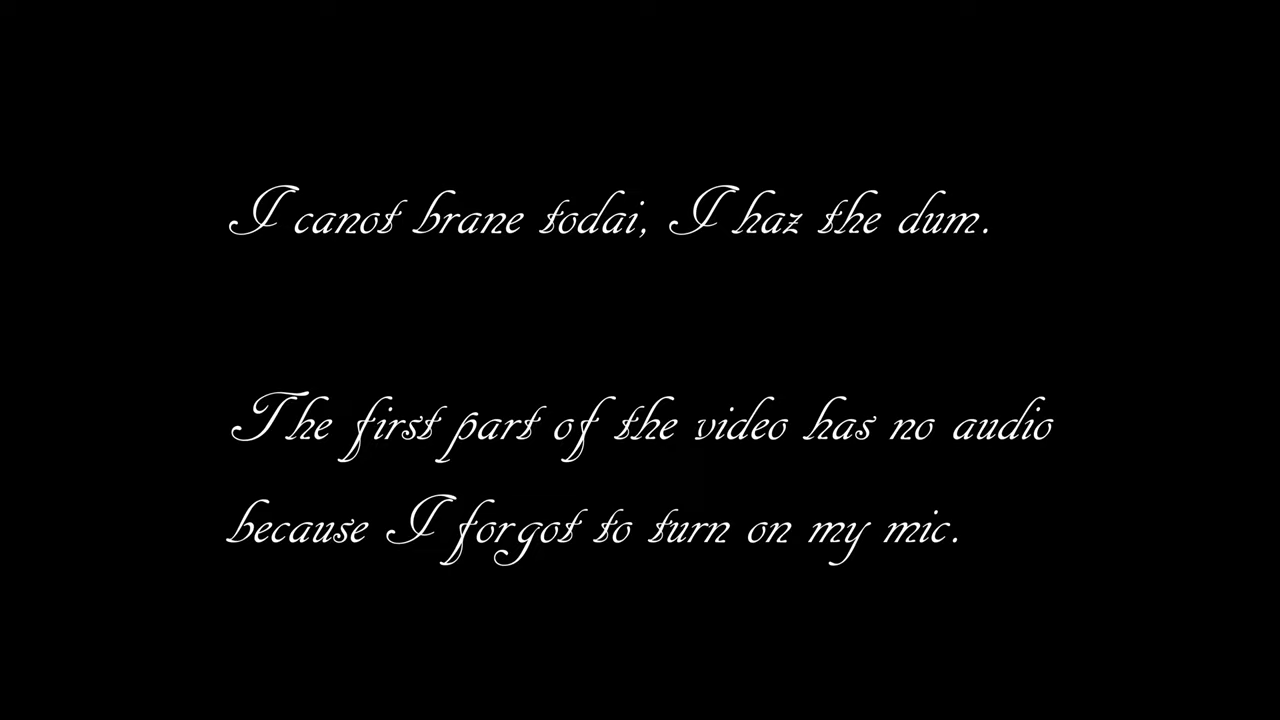 I canot brane todai, I haz the dum.
The first part of the video has no audio
because I forgot to turn on my mic.